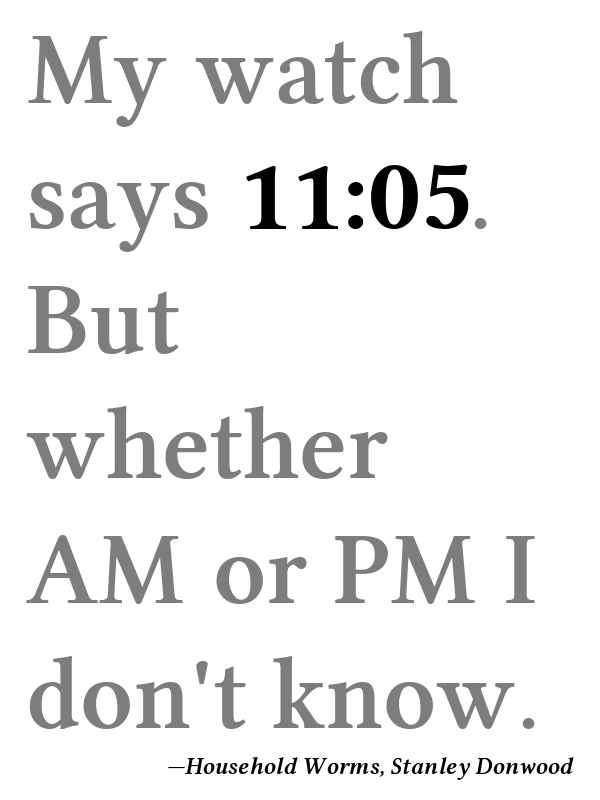 My watch
says 11:05.
But
whether
AM or PM I
don't know.
—Household Worms, Stanley Donwood